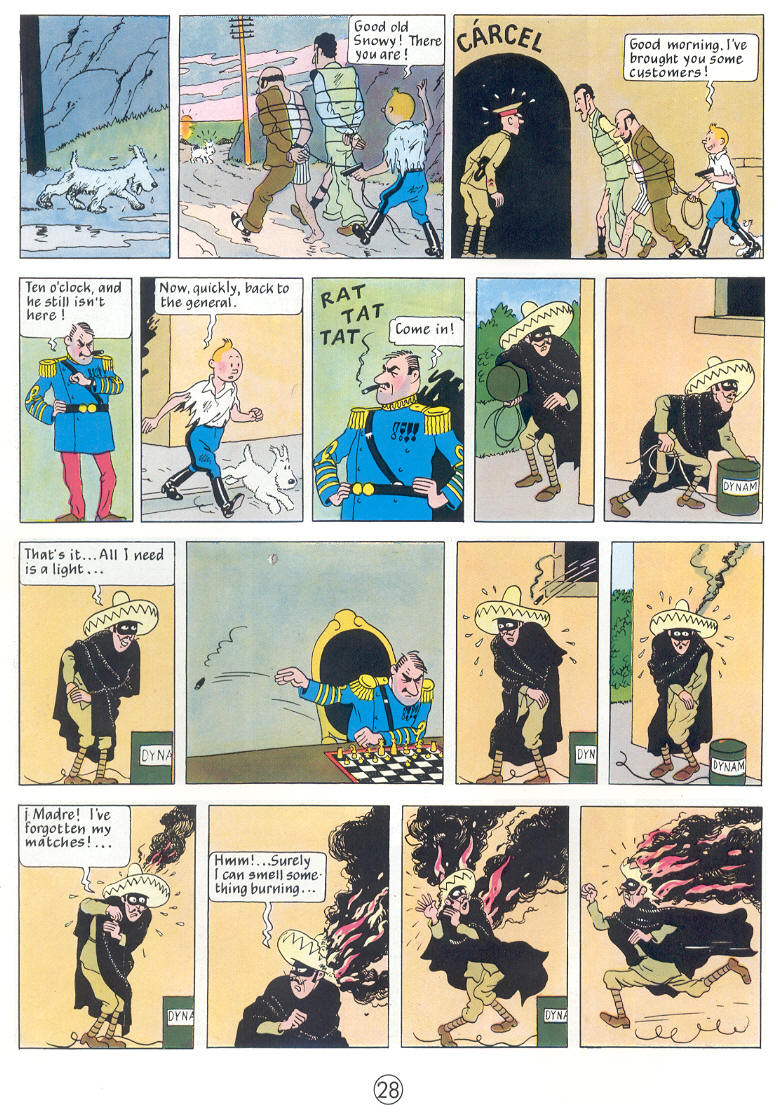 Good old
Snowy! There
you are!
CÁRCEL
Good morning. I've
brought you some
customers!
Ten o'clock, and
he still isn't
here!
Now, quickly, back to
the general.
RAT
TAT
TAT
Come in!
DYNAM
That's it...All I need
is a light...
DYNA
DYN
DYNAM
¡ Madre! I've
forgotten my
matches!...
DYNA
Hmm!...Surely
I can smell some-
thing burning...
DYNA
28